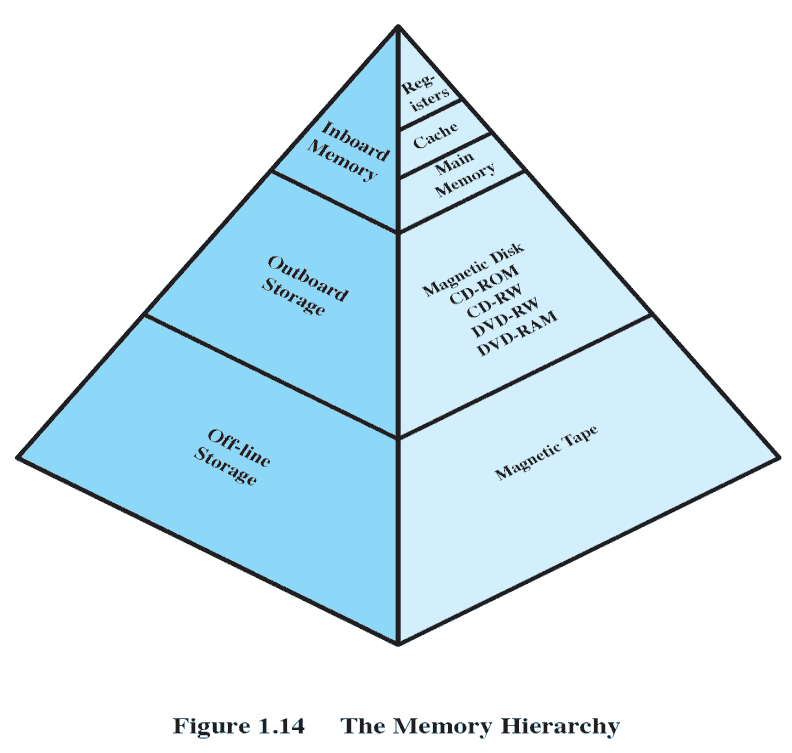 Inboard
Memory
Outboard
Storage
Off-line
Storage
Reg-
isters
Cache
Main
Memory
Magnetic Disk
CD-ROM
CD-RW
DVD-RW
DVD-RAM
Magnetic Tape
Figure 1.14 The Memory Hierarchy